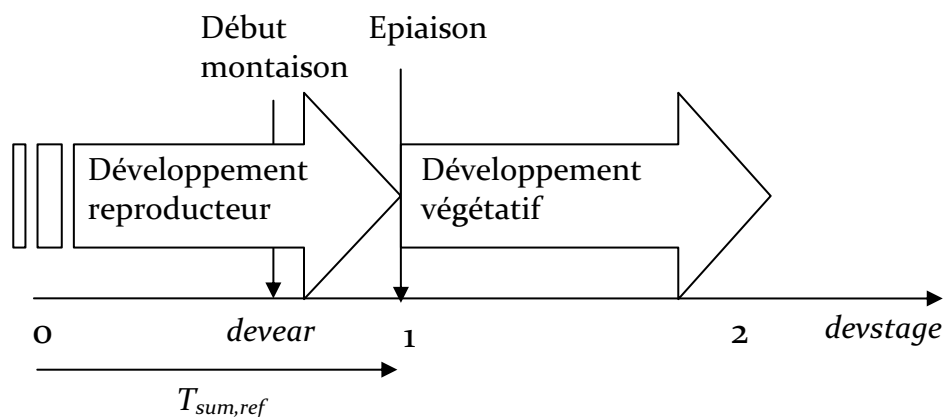 Début
montaison
Epiaison
Développement
reproducteur
Développement
végétatif
0 devear 1 2 devstage
Tsum,ref